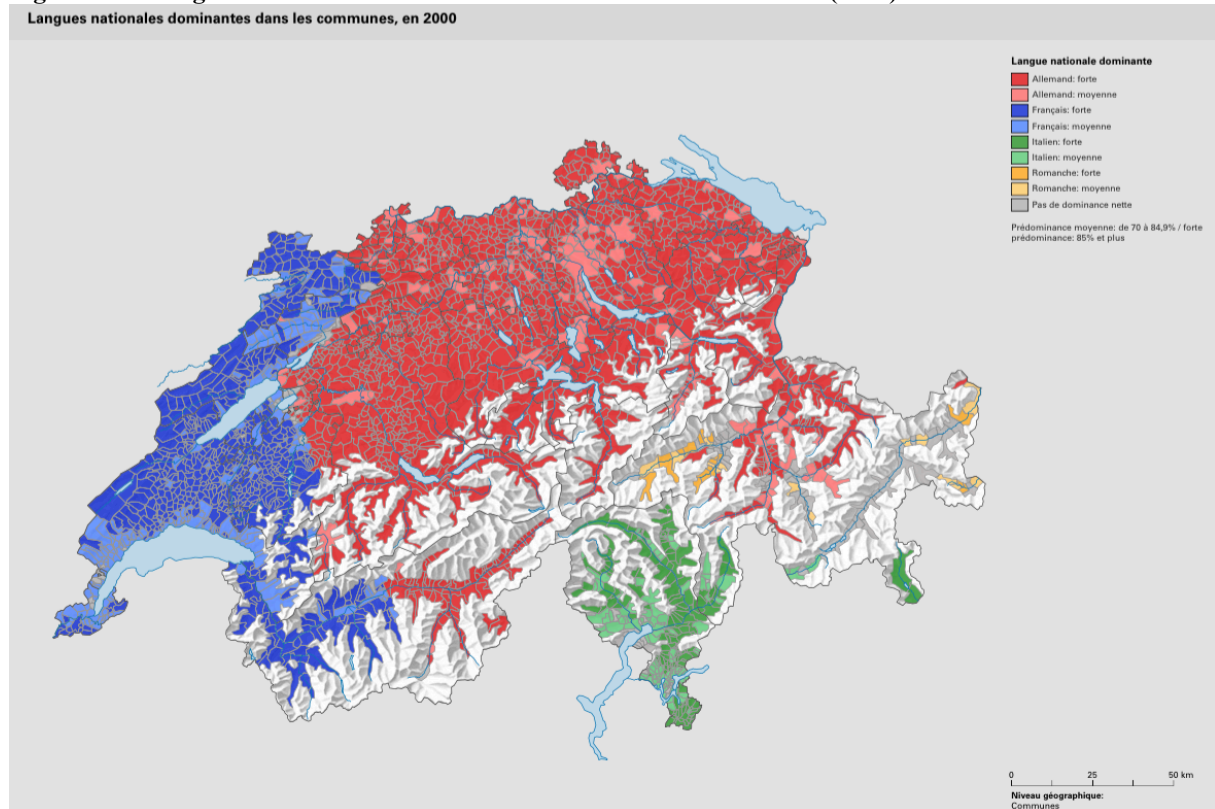 Langues nationales dominantes dans les communes, en 2000
Langue nationale dominante
Allemand: forte
Allemand: moyenne
Français: forte
Français: moyenne
Italien: forte
Italien: moyenne
Romanche: forte
Romanche: moyenne
Pas de dominance nette
Prédominance moyenne: de 70 à 84,9% / forte
prédominance: 85% et plus
0 25 50 km
Niveau géographique:
Communes